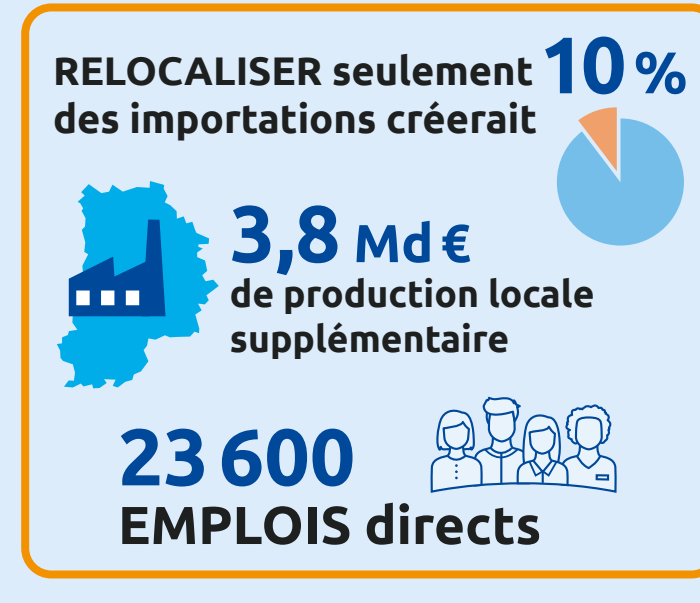 RELOCALISER seulement 10 %
des importations créerait
3,8 Md €
de production locale
supplémentaire
23 600
EMPLOIS directs